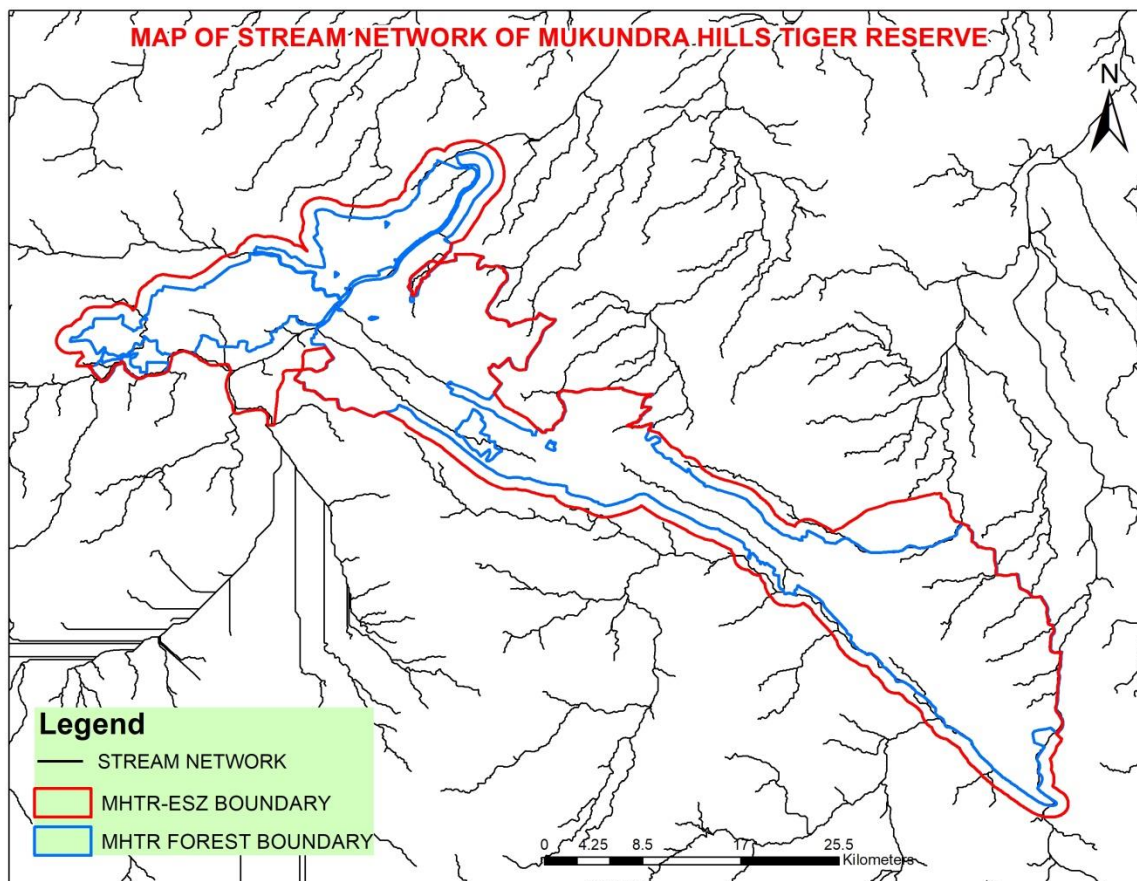 MAP OF STREAM NETWORK OF MUKUNDRA HILLS TIGER RESERVE
N
Legend
STREAM NETWORK
MHTR-ESZ BOUNDARY
MHTR FOREST BOUNDARY
0 4.25 8.5 17 25.5
Kilometers